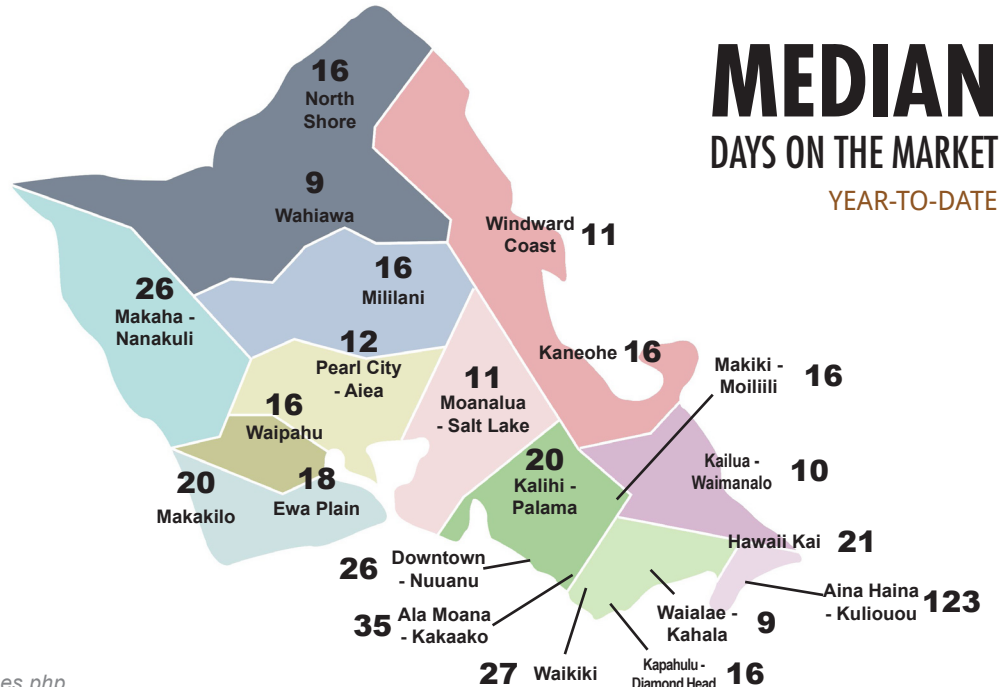 MEDIAN
DAYS ON THE MARKET
YEAR-TO-DATE
16
North
Shore
9
Wahiawa
Windward
Coast 11
16
Mililani
26
Makaha -
Nanakuli
12
Pearl City
- Aiea
Kaneohe 16
11
Moanalua
- Salt Lake
Makiki -
Moiliili 16
16
Waipahu
20
Kalihi -
Palama
Kailua -
Waimanalo 10
20
Makakilo
18
Ewa Plain
Hawaii Kai 21
26 Downtown
- Nuuanu
Aina Haina
- Kuliouou 123
35 Ala Moana
- Kakaako
Waialae -
Kahala 9
27 Waikiki
Kapahulu -
Diamond Head 16
es.php